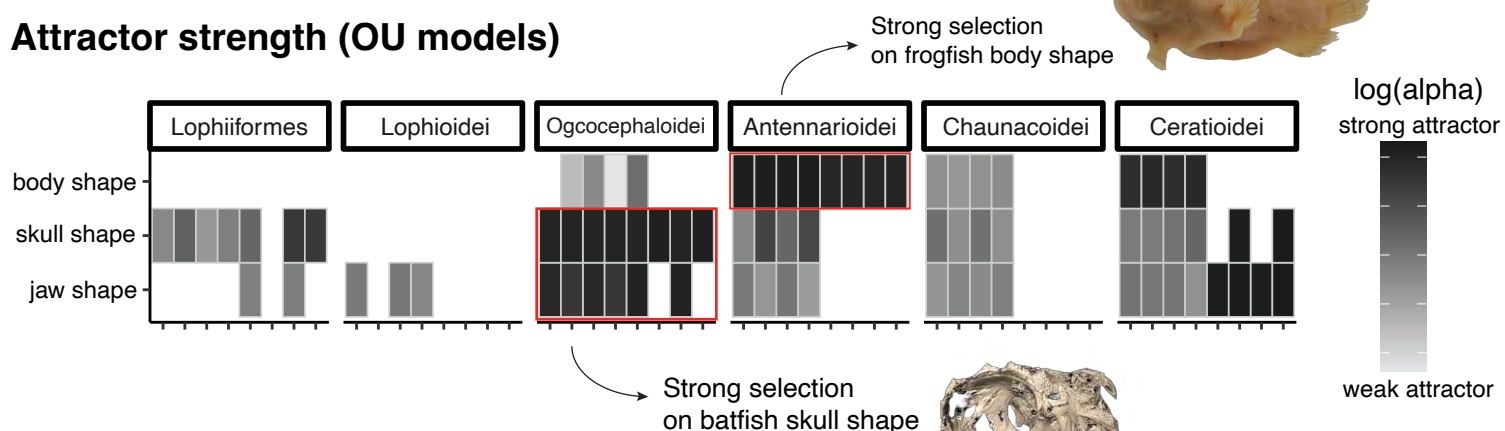 Attractor strength (OU models)
Strong selection
on frogfish body shape
log(alpha)
strong attractor
Lophiiformes
Lophioidei
Ogcocephaloidei
Antennarioidei
Chaunacoidei
Ceratioidei
body shape
skull shape
jaw shape
weak attractor
Strong selection
on batfish skull shape